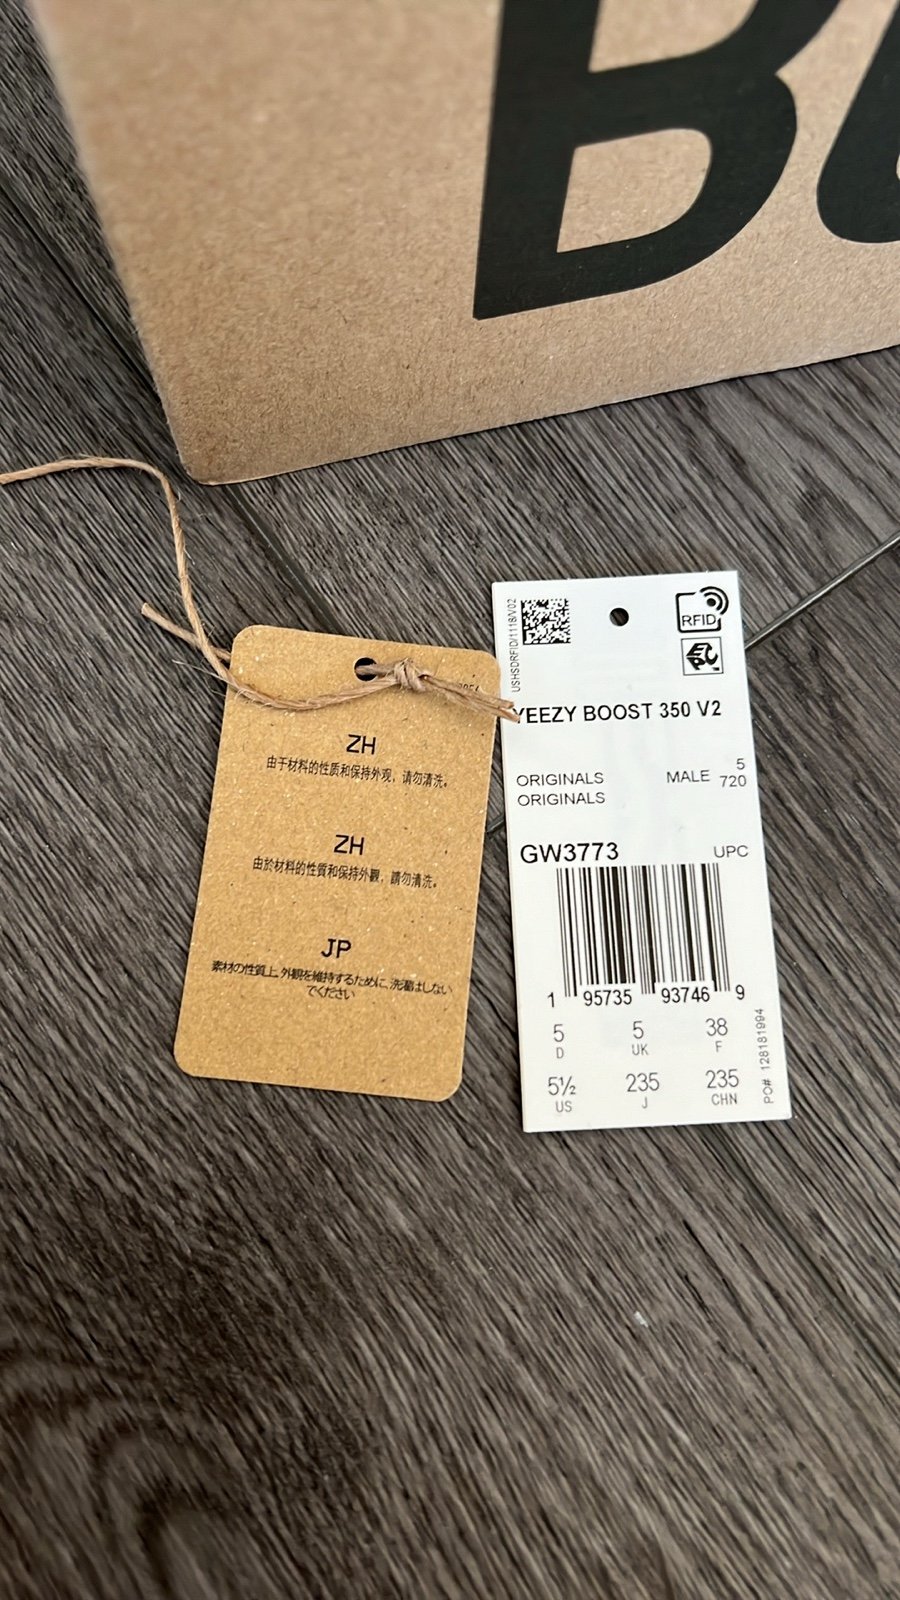 ZH
由于材料的性质和保持外观，请勿清洗。
ZH
由於材料的性質和保持外觀，請勿清洗。
JP
素材の性質上、外観を維持するために、洗濯はしない
でください
USHSDRFID/1118/V02
RFID
YEEZY BOOST 350 V2
ORIGINALS MALE 5
ORIGINALS 720
GW3773 UPC
1 95735 93746 9
5 5 38
D UK F
5½ 235 235
US J CHN
PO# 128181994